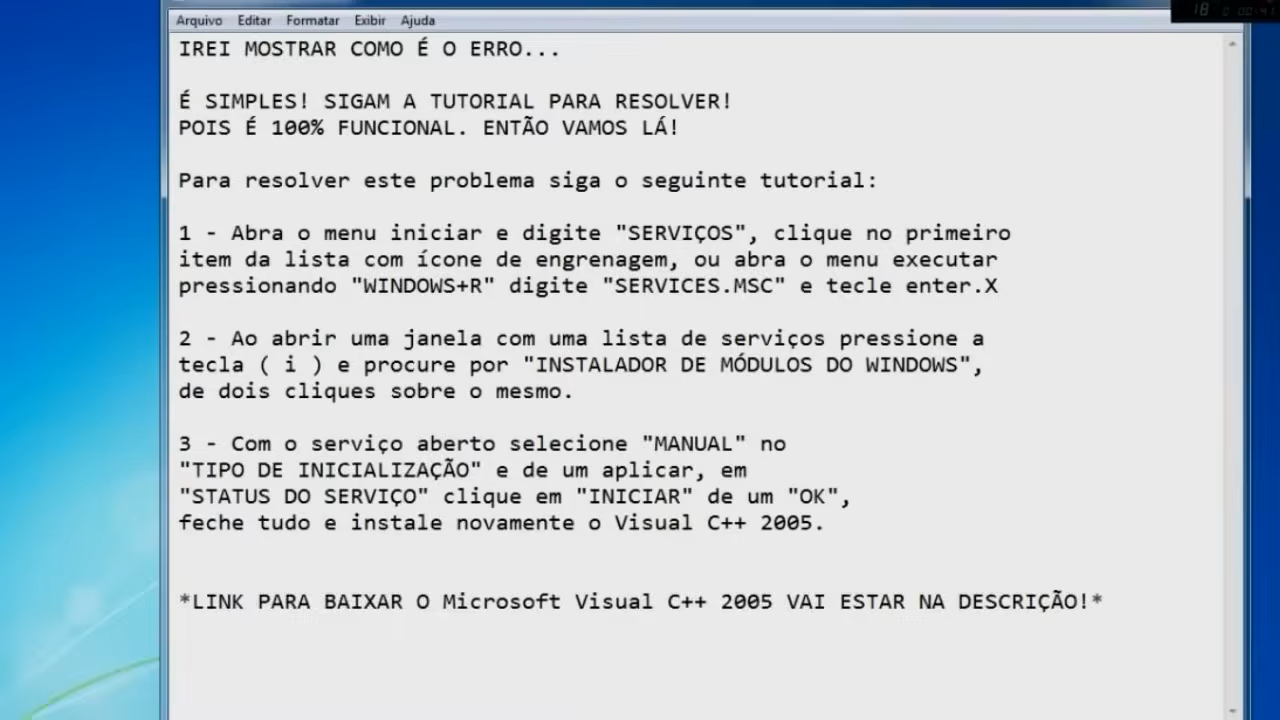 Arquivo Editar Formatar Exibir Ajuda
IREI MOSTRAR COMO É O ERRO...
É SIMPLES! SIGAM A TUTORIAL PARA RESOLVER!
POIS É 100% FUNCIONAL. ENTÃO VAMOS LÁ!
Para resolver este problema siga o seguinte tutorial:
1 - Abra o menu iniciar e digite "SERVIÇOS", clique no primeiro
item da lista com ícone de engrenagem, ou abra o menu executar
pressionando "WINDOWS+R" digite "SERVICES.MSC" e tecle enter.X
2 - Ao abrir uma janela com uma lista de serviços pressione a
tecla ( i ) e procure por "INSTALADOR DE MÓDULOS DO WINDOWS",
de dois cliques sobre o mesmo.
3 - Com o serviço aberto selecione "MANUAL" no
"TIPO DE INICIALIZAÇÃO" e de um aplicar, em
"STATUS DO SERVIÇO" clique em "INICIAR" de um "OK",
feche tudo e instale novamente o Visual C++ 2005.
*LINK PARA BAIXAR O Microsoft Visual C++ 2005 VAI ESTAR NA DESCRIÇÃO!*